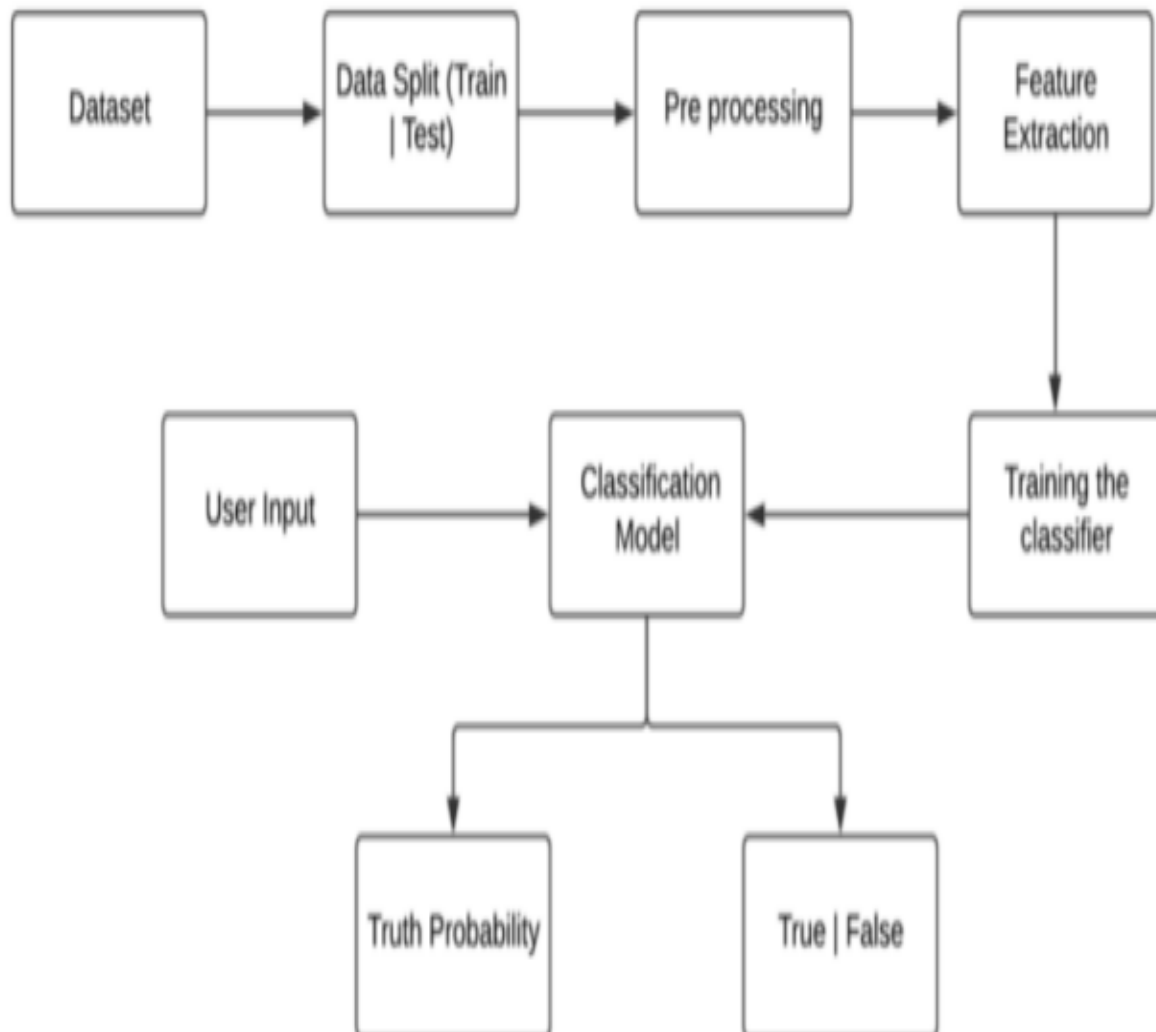 Dataset
Data Split (Train
| Test)
Pre processing
Feature
Extraction
User Input
Classification
Model
Training the
classifier
Truth Probability
True | False